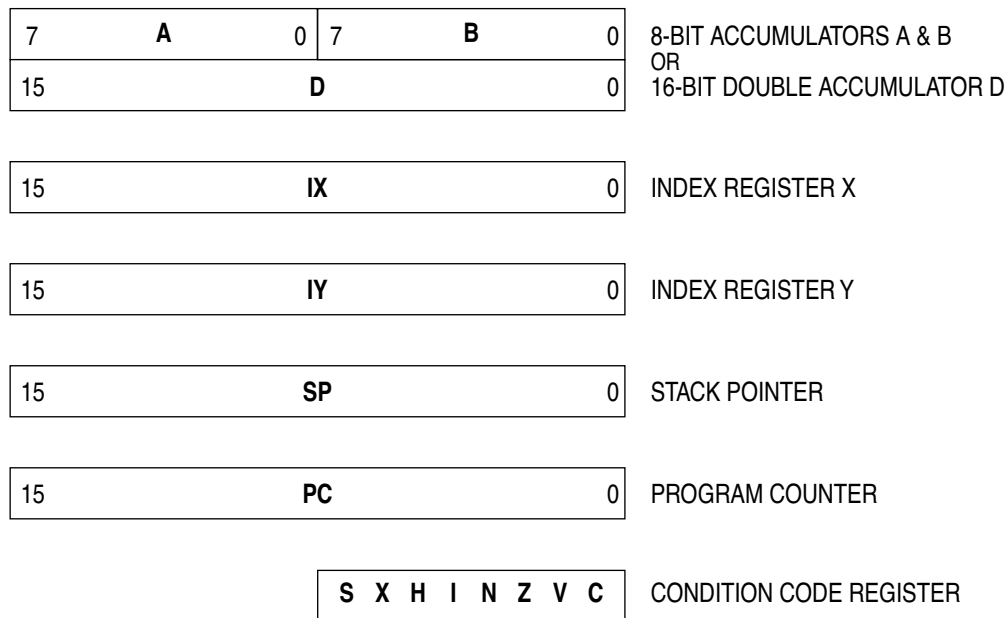 7 A 0 7 B 0 8-BIT ACCUMULATORS A & B
OR
15 D 0 16-BIT DOUBLE ACCUMULATOR D
15 IX 0 INDEX REGISTER X
15 IY 0 INDEX REGISTER Y
15 SP 0 STACK POINTER
15 PC 0 PROGRAM COUNTER
S X H I N Z V C CONDITION CODE REGISTER